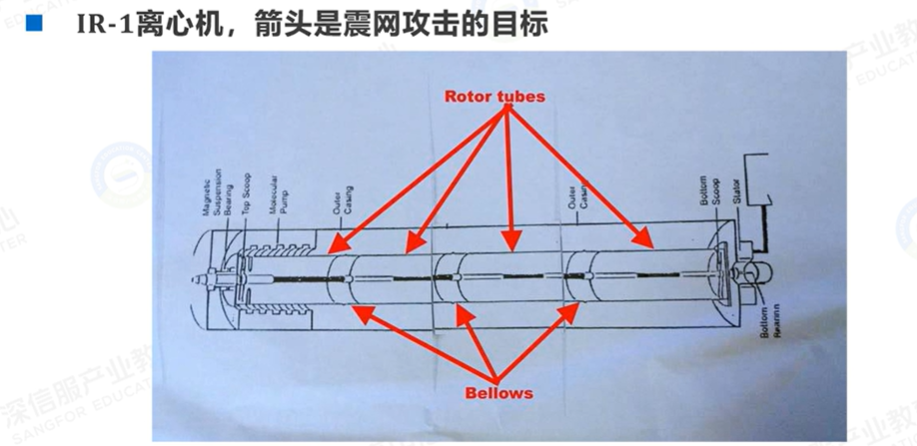 IR-1离心机，箭头是震网攻击的目标
Rotor tubes
Magnetic
Suspension
Bearing
Top Scoop
Molecular
Pump
Outer
Casing
Outer
Casing
Bottom
Scoop
Stator
Bottom
Bearing
Bellows
深信服产业教
SANGFOR EDUCAT